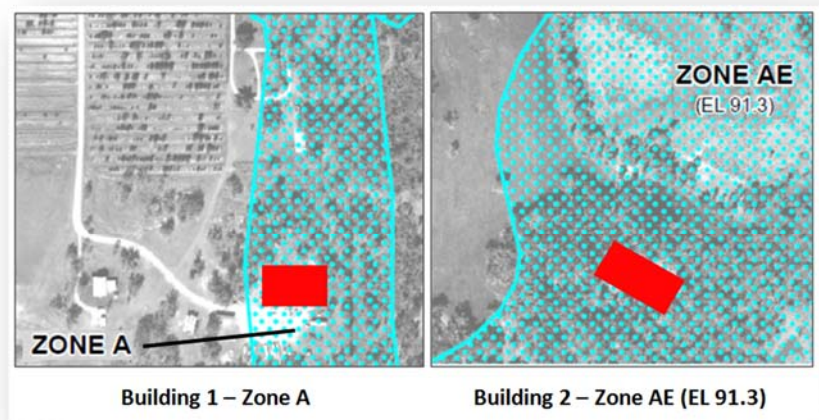 ZONE A
ZONE AE
(EL 91.3)
Building 1 – Zone A
Building 2 – Zone AE (EL 91.3)